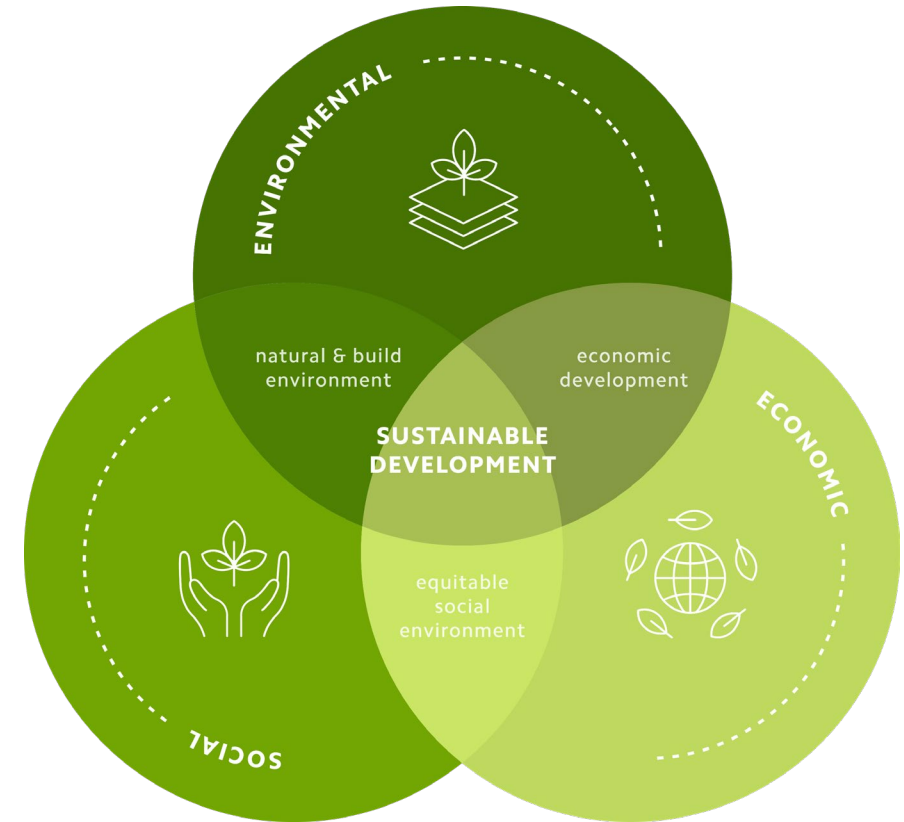 ENVIRONMENTAL
natural & build
environment
economic
development
ECONOMIC
SUSTAINABLE
DEVELOPMENT
equitable
social
environment
SOCIAL